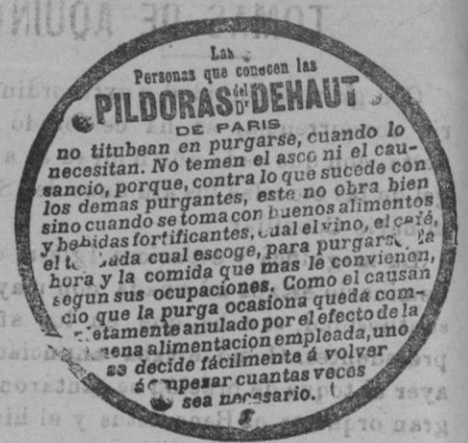 Las
Personas que conocen las
PILDORAS del Dr DEHAUT
DE PARIS
no titubean en purgarse, cuando lo
necesitan. No temen el asco ni el cau-
sancio, porque, contra lo que sucede con
los demas purgantes, este no obra bien
sino cuando se toma con buenos alimentos
y bebidas fortificantes, cual el vino, el café,
el Cada cual escoge, para purgarse, la
hora y la comida que mas le convienen,
segun sus ocupaciones. Como el causan
cio que la purga ocasiona queda com-
etamente anulado por el efecto de la
uena alimentacion empleada, uno
se decide fácilmente á volver
á empezar cuantas veces
sea necesario.